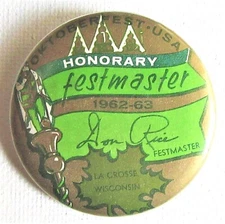 OKTOBERFEST·USA
HONORARY
festmaster
1962-63
Don Rice
FESTMASTER
LA CROSSE
WISCONSIN